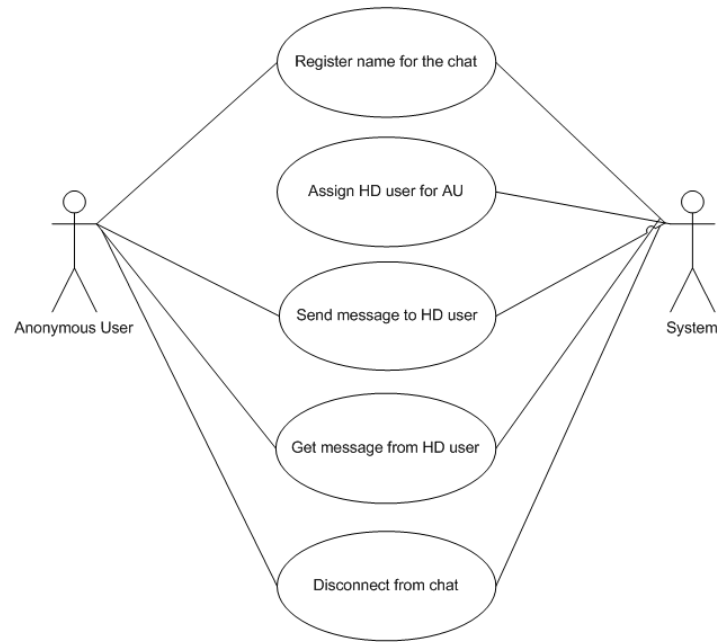 Register name for the chat
Assign HD user for AU
Send message to HD user
Anonymous User
System
Get message from HD user
Disconnect from chat